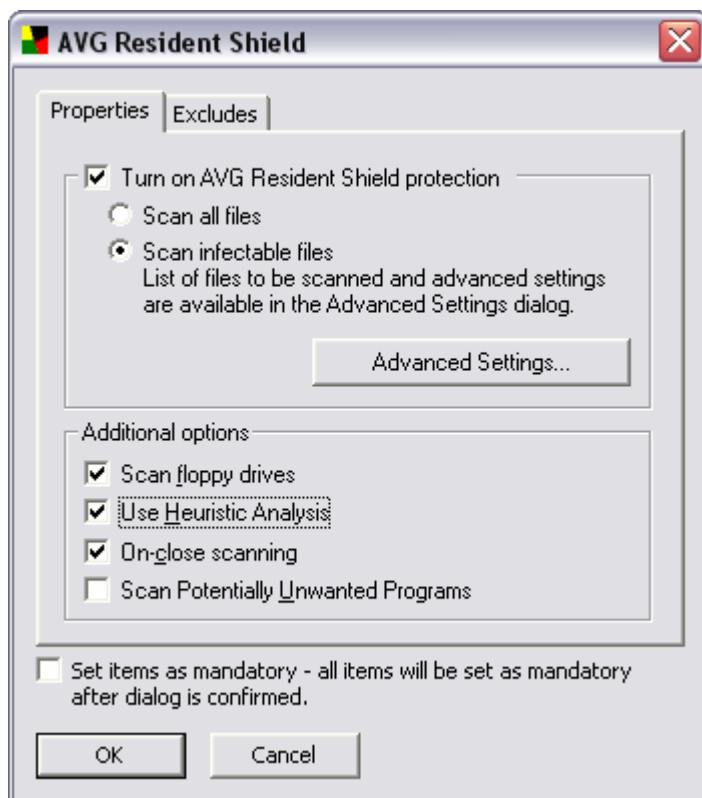 AVG Resident Shield
Properties
Excludes
Turn on AVG Resident Shield protection
Scan all files
Scan infectable files
List of files to be scanned and advanced settings
are available in the Advanced Settings dialog.
Advanced Settings...
Additional options
Scan floppy drives
Use Heuristic Analysis
On-close scanning
Scan Potentially Unwanted Programs
Set items as mandatory - all items will be set as mandatory
after dialog is confirmed.
OK
Cancel